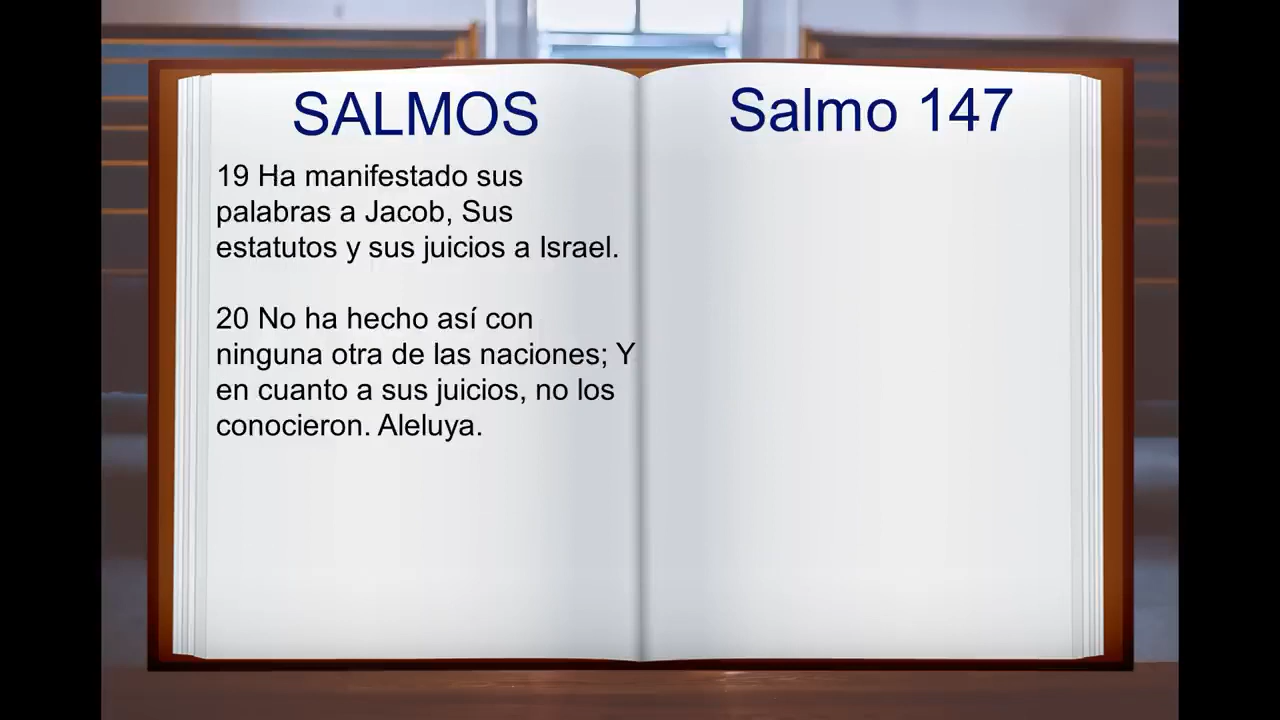 SALMOS
19 Ha manifestado sus
palabras a Jacob, Sus
estatutos y sus juicios a Israel.
20 No ha hecho así con
ninguna otra de las naciones; Y
en cuanto a sus juicios, no los
conocieron. Aleluya.
Salmo 147